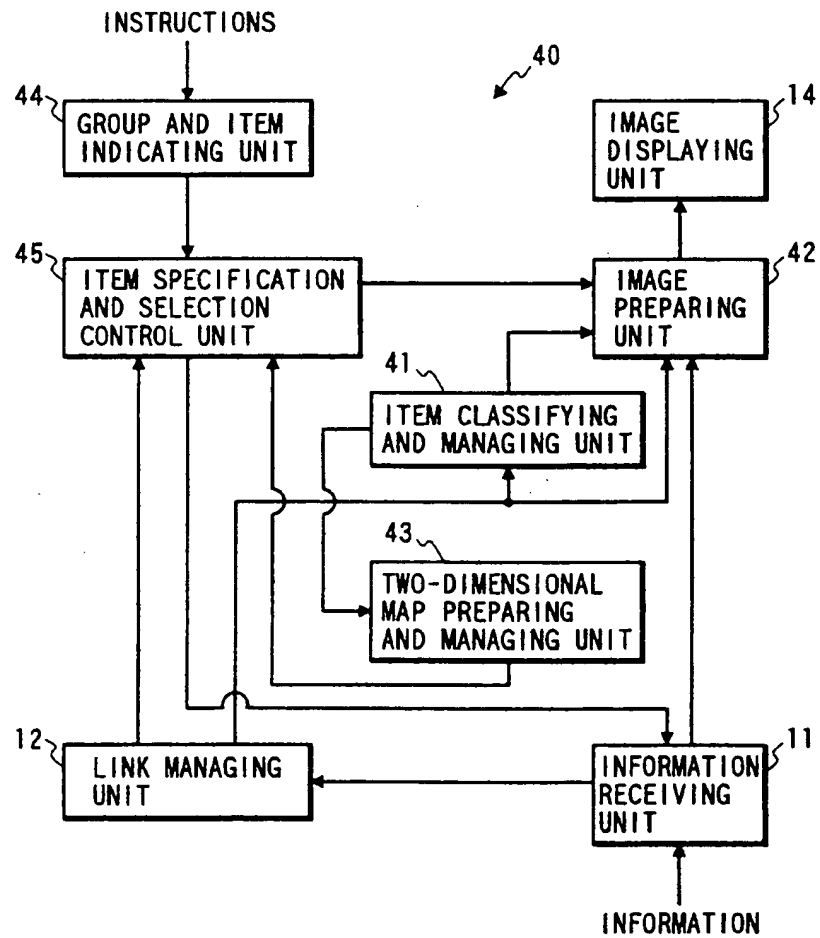 INSTRUCTIONS
40
44
GROUP AND ITEM
INDICATING UNIT
14
IMAGE
DISPLAYING
UNIT
45
ITEM SPECIFICATION
AND SELECTION
CONTROL UNIT
42
IMAGE
PREPARING
UNIT
41
ITEM CLASSIFYING
AND MANAGING UNIT
43
TWO-DIMENSIONAL
MAP PREPARING
AND MANAGING UNIT
12
LINK MANAGING
UNIT
11
INFORMATION
RECEIVING
UNIT
INFORMATION